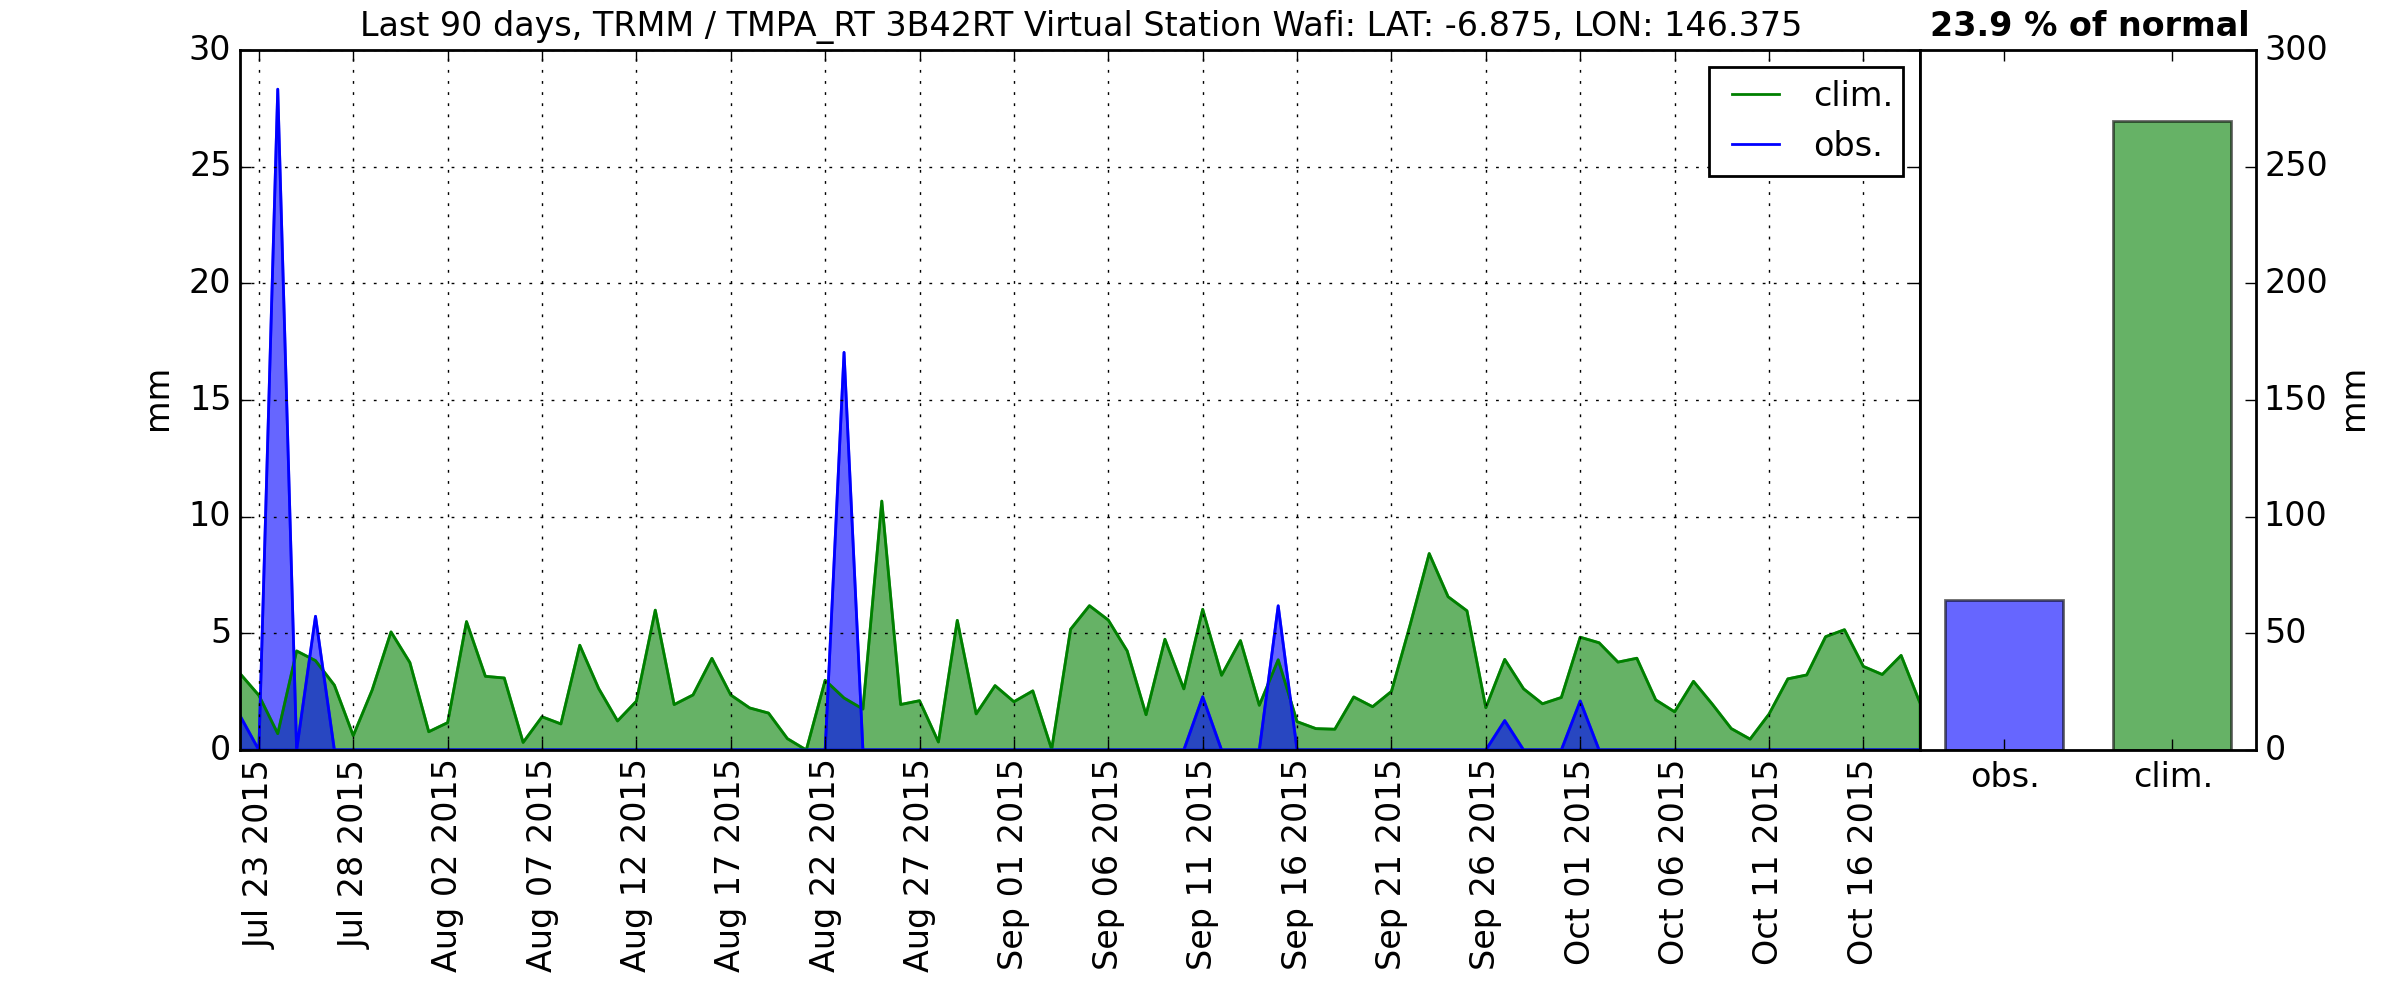 Last 90 days, TRMM / TMPA_RT 3B42RT Virtual Station Wafi: LAT: -6.875, LON: 146.375
23.9 % of normal
30
25
20
15
10
5
0
mm
clim.
obs.
300
250
200
150
100
50
0
mm
Jul 23 2015
Jul 28 2015
Aug 02 2015
Aug 07 2015
Aug 12 2015
Aug 17 2015
Aug 22 2015
Aug 27 2015
Sep 01 2015
Sep 06 2015
Sep 11 2015
Sep 16 2015
Sep 21 2015
Sep 26 2015
Oct 01 2015
Oct 06 2015
Oct 11 2015
Oct 16 2015
obs.
clim.